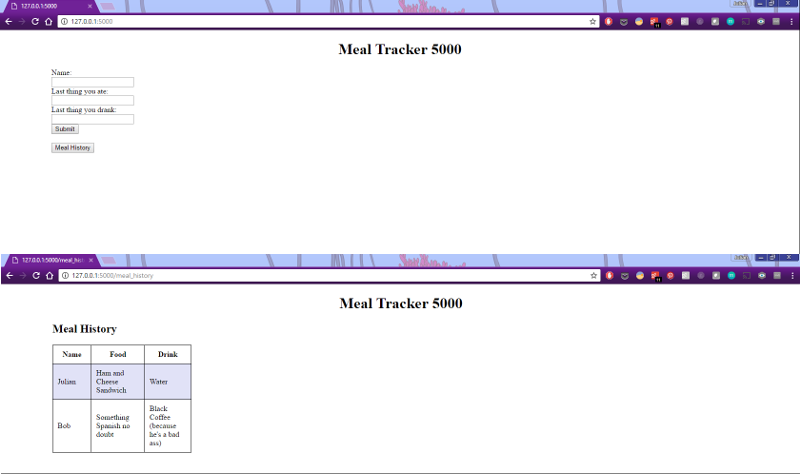 127.0.0.1:5000
127.0.0.1:5000
Meal Tracker 5000
Name:
Last thing you ate:
Last thing you drank:
Submit
Meal History
127.0.0.1:5000/meal_hist
127.0.0.1:5000/meal_history
Meal Tracker 5000
Meal History
Name Food Drink
Julian
Ham and
Cheese
Sandwich
Water
Bob
Something
Spanish no
doubt
Black
Coffee
(because
he's a bad
ass)